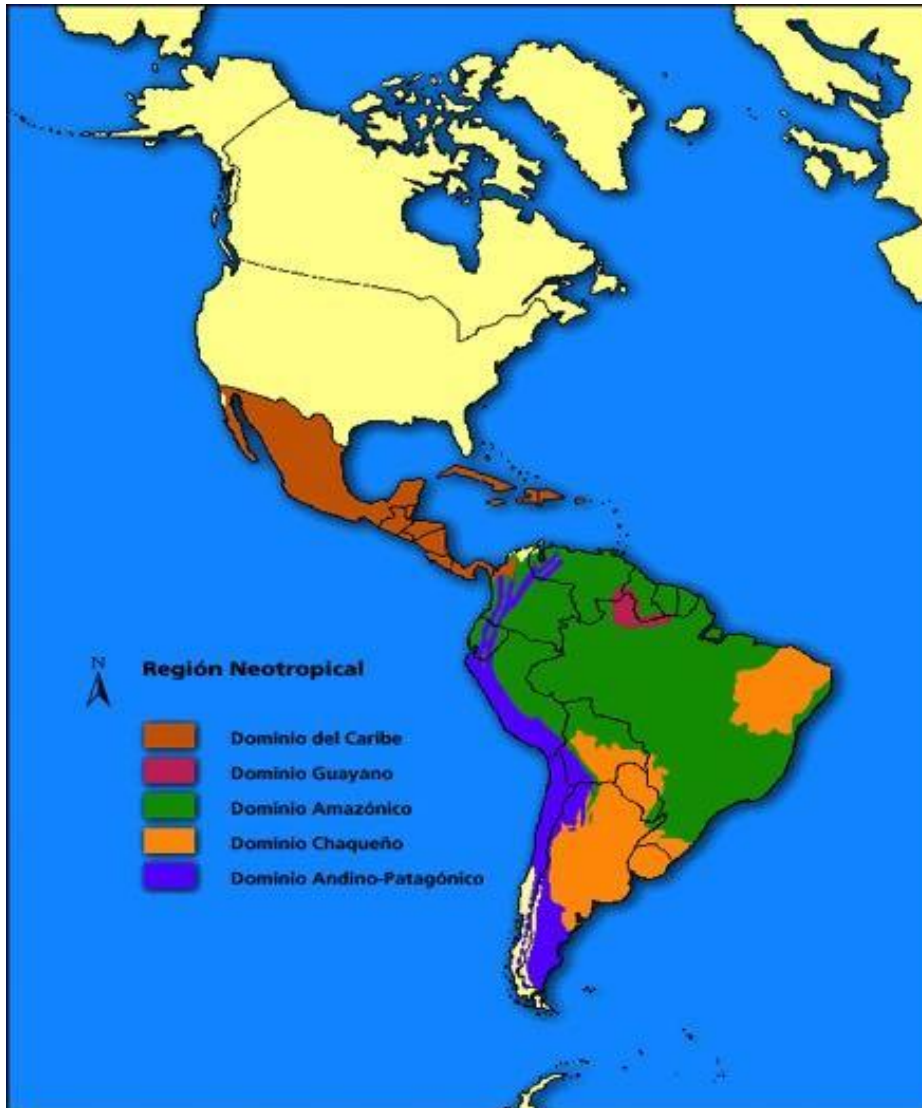 N
Región Neotropical
Dominio del Caribe
Dominio Guayano
Dominio Amazónico
Dominio Chaqueño
Dominio Andino-Patagónico